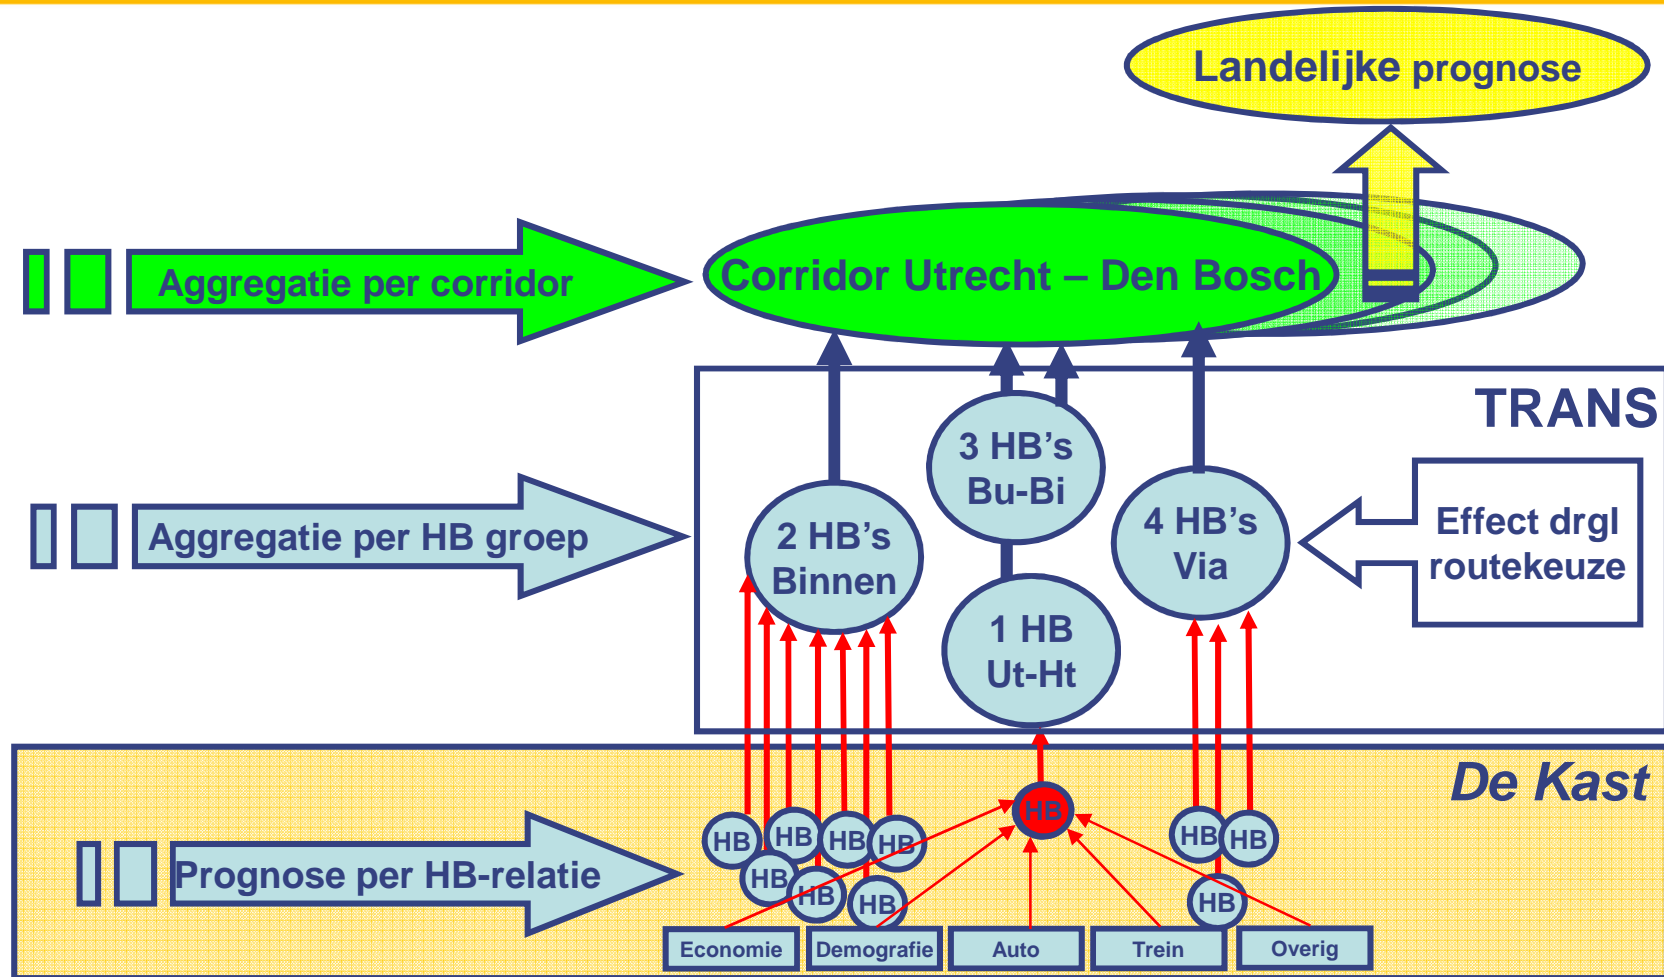 Landelijke prognose
Aggregatie per corridor
Corridor Utrecht – Den Bosch
TRANS
3 HB's
Bu-Bi
Aggregatie per HB groep
2 HB's
Binnen
4 HB's
Via
Effect drgl
routekeuze
1 HB
Ut-Ht
De Kast
Prognose per HB-relatie
HB
HB
HB
HB
HB
HB
HB
HB
HB
HB
HB
Economie
Demografie
Auto
Trein
Overig